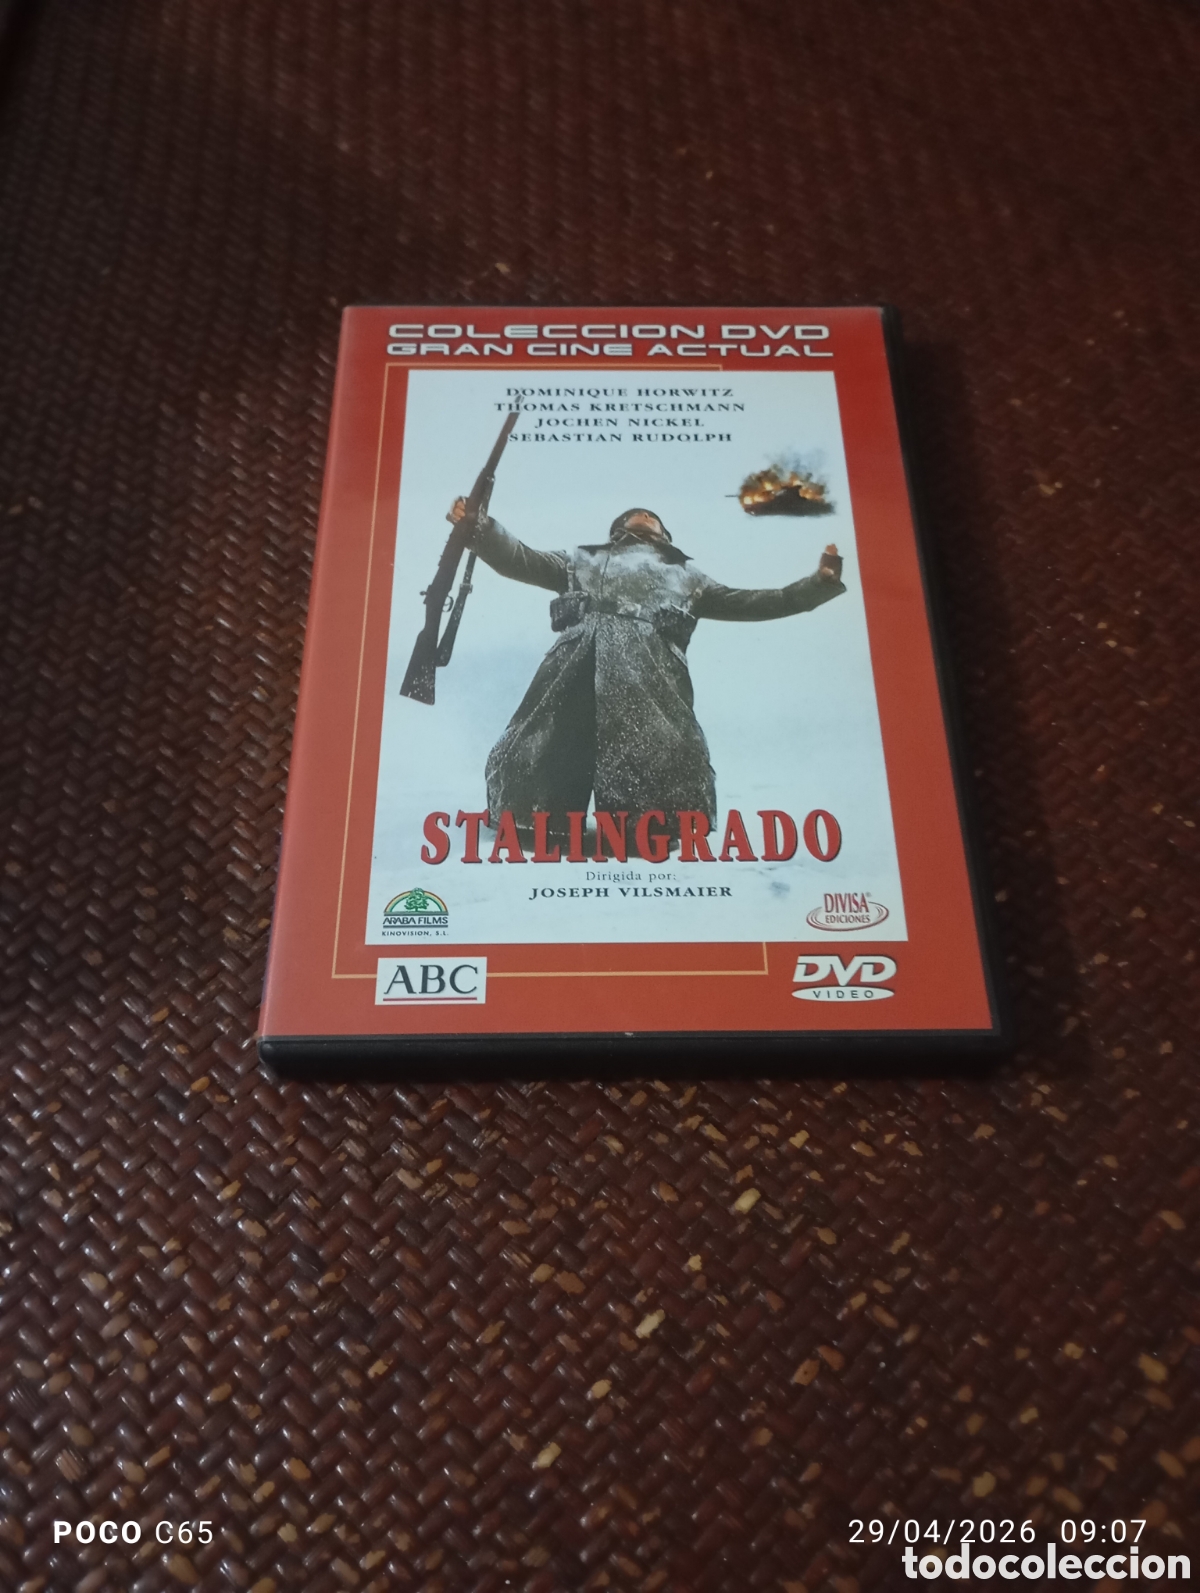 COLECCION DVD
GRAN CINE ACTUAL
DOMINIQUE HORWITZ
THOMAS KRETSCHMANN
JOCHEN NICKEL
SEBASTIAN RUDOLPH
STALINGRADO
Dirigida por:
JOSEPH VILSMAIER
ARABA FILMS
KINOVISION, S.L.
DIVISA®
EDICIONES
ABC
DVD
VIDEO
POCO C65
29/04/2026 09:07
todocoleccion